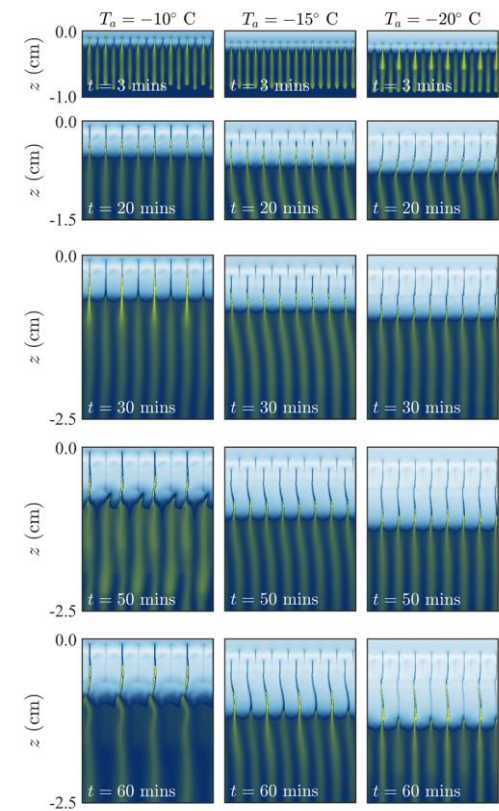 $T_a = -10^\circ$ C $T_a = -15^\circ$ C $T_a = -20^\circ$ C
0.0
z (cm)
-1.0
t = 3 mins t = 3 mins t = 3 mins
0.0
z (cm)
-1.5
t = 20 mins t = 20 mins t = 20 mins
0.0
z (cm)
-2.5
t = 30 mins t = 30 mins t = 30 mins
0.0
z (cm)
-2.5
t = 50 mins t = 50 mins t = 50 mins
0.0
z (cm)
-2.5
t = 60 mins t = 60 mins t = 60 mins